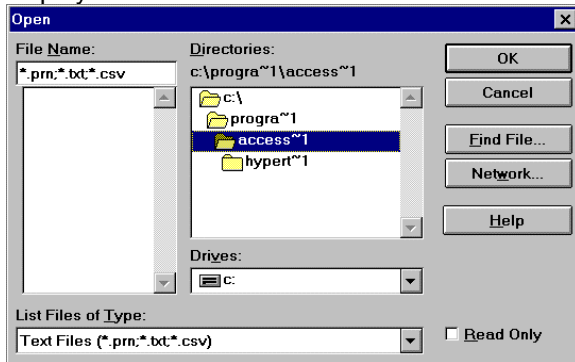 Open
File Name:
*.prn;*.txt;*.csv
Directories:
c:\progra~1\access~1
c:\
progra~1
access~1
hypert~1
Drives:
c:
List Files of Type:
Text Files (*.prn;*.txt;*.csv)
OK
Cancel
Find File...
Network...
Help
Read Only